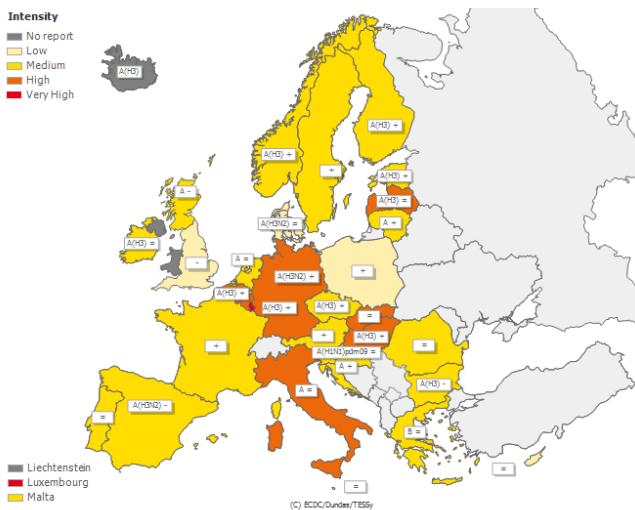 Intensity
No report
Low
Medium
High
Very High
A(H3)
A(H3) +
A(H3) +
+
A(H3) +
A(H3) =
A +
A -
A(H3N2) =
A(H3) =
-
A =
A(H3N2) +
+
A(H3) +
A(H3) +
A(H3) +
=
+
A(H3) +
+
=
A(H1N1)pdm09 =
A +
A(H3) -
A =
A(H3N2) -
=
B =
=
=
Liechtenstein
Luxembourg
Malta
(C) ECDC/Dundas/TESSy